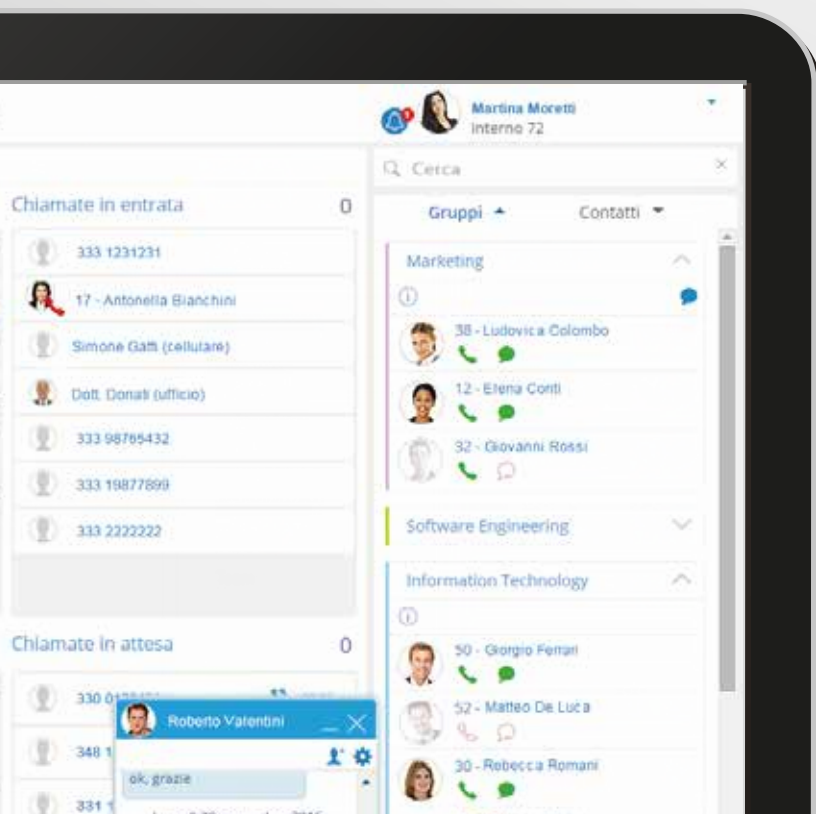 Martina Moretti
Interno 72
Cerca
Chiamate in entrata 0
333 1231231
17 - Antonella Bianchini
Simone Gatti (cellulare)
Dott. Donati (ufficio)
333 98765432
333 19877899
333 2222222
Chiamate in attesa 0
330
348
331
Roberto Valentini
ok, grazie
Gruppi
Contatti
Marketing
38 - Ludovica Colombo
12 - Elena Conti
32 - Giovanni Rossi
Software Engineering
Information Technology
50 - Giorgio Ferrari
52 - Matteo De Luca
30 - Rebecca Romani